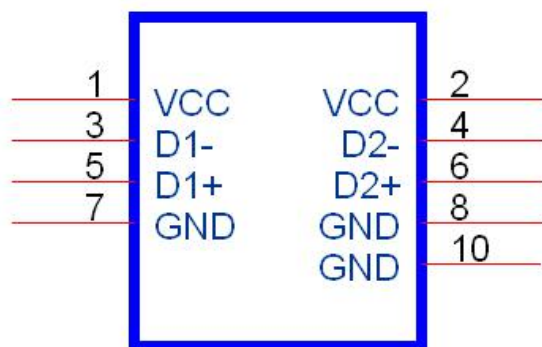 1 VCC VCC 2
3 D1- D2- 4
5 D1+ D2+ 6
7 GND GND 8
GND 10